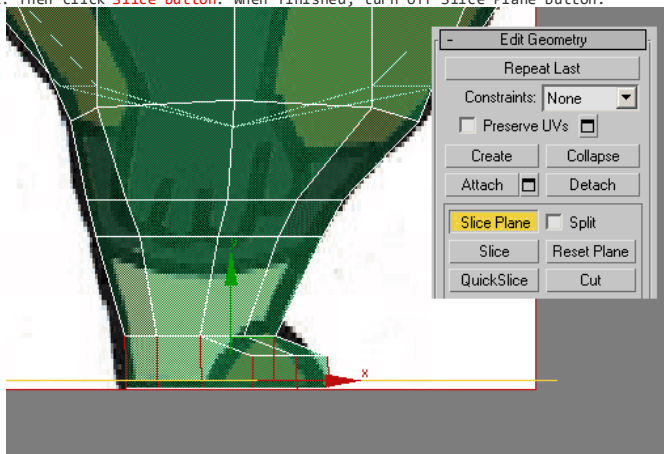 . Then click Slice Button. When finished, turn off Slice Plane Button.
- Edit Geometry
Repeat Last
Constraints: None
Preserve UVs
Create Collapse
Attach Detach
Slice Plane Split
Slice Reset Plane
QuickSlice Cut
x